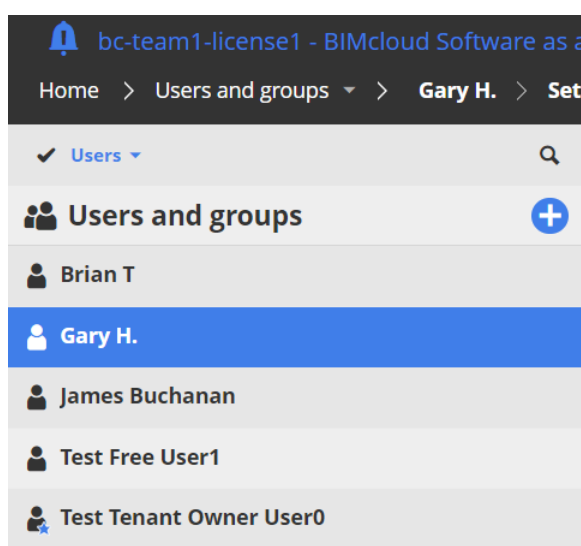 bc-team1-license1 - BIMcloud Software as a
Home > Users and groups > Gary H. > Set
Users
Users and groups
Brian T
Gary H.
James Buchanan
Test Free User1
Test Tenant Owner User0